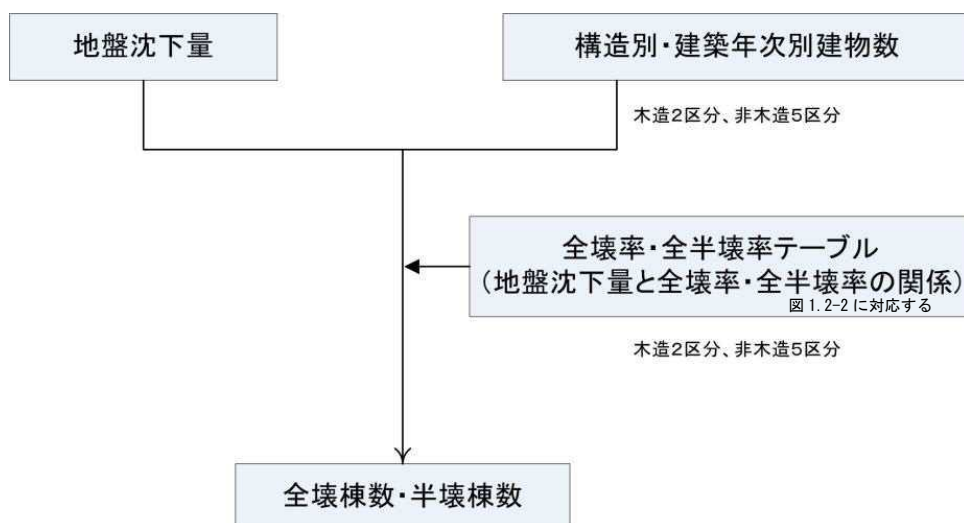 地盤沈下量
構造別・建築年次別建物数
木造2区分、非木造5区分
全壊率・全半壊率テーブル
(地盤沈下量と全壊率・全半壊率の関係)
図1.2-2に対応する
木造2区分、非木造5区分
全壊棟数・半壊棟数